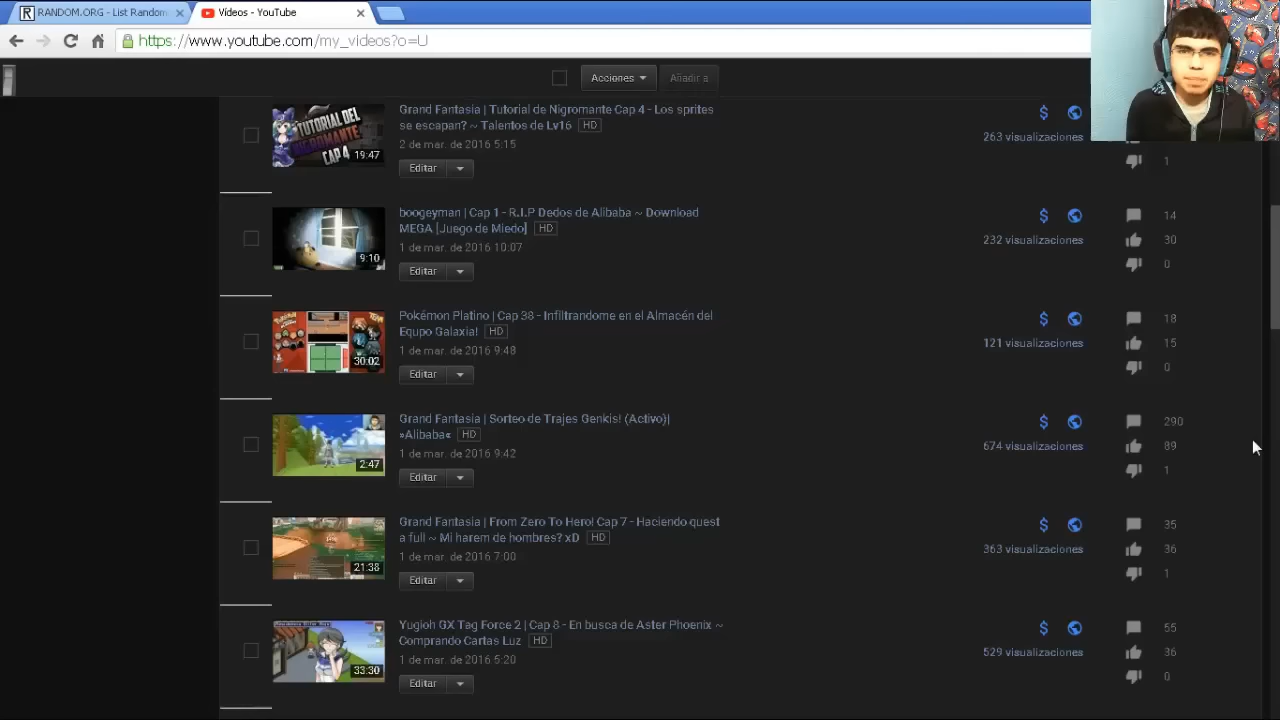 RANDOM.ORG - List Random
Vídeos - YouTube
https://www.youtube.com/my_videos?o=U
Acciones
Añadir a
Grand Fantasia | Tutorial de Nigromante Cap 4 - Los sprites
se escapan? ~ Talentos de Lv16 HD
2 de mar. de 2016 5:15
Editar
TUTORIAL DEL
NIGROMANTE
CAP 4
19:47
263 visualizaciones
1
boogeyman | Cap 1 - R.I.P Dedos de Alibaba ~ Download
MEGA [Juego de Miedo] HD
1 de mar. de 2016 10:07
Editar
9:10
232 visualizaciones
14
30
0
Pokémon Platino | Cap 38 - Infiltrandome en el Almacén del
Equpo Galaxia! HD
1 de mar. de 2016 9:48
Editar
30:02
121 visualizaciones
18
15
0
Grand Fantasia | Sorteo de Trajes Genkis! (Activo)|
»Alibaba« HD
1 de mar. de 2016 9:42
Editar
2:47
674 visualizaciones
290
89
1
Grand Fantasia | From Zero To Hero! Cap 7 - Haciendo quest
a full ~ Mi harem de hombres? xD HD
1 de mar. de 2016 7:00
Editar
21:38
363 visualizaciones
35
36
1
Yugioh GX Tag Force 2 | Cap 8 - En busca de Aster Phoenix ~
Comprando Cartas Luz HD
1 de mar. de 2016 5:20
Editar
33:30
529 visualizaciones
55
36
0